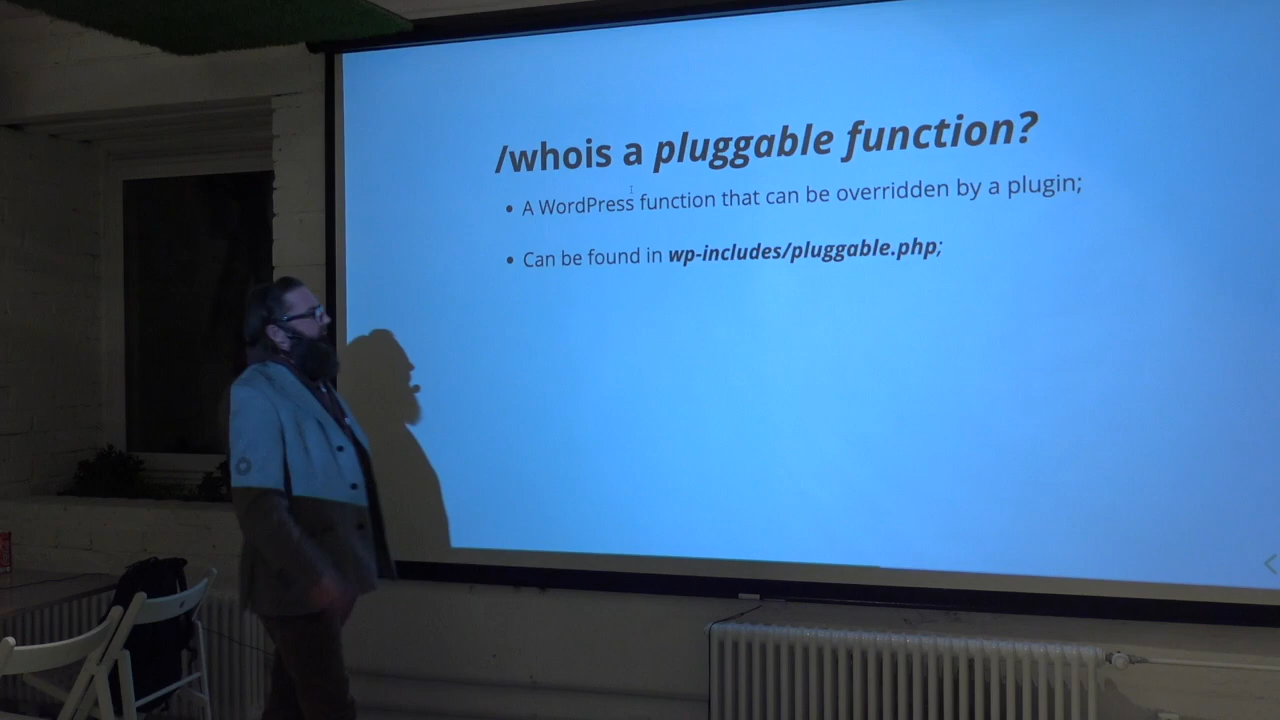 /whois a pluggable function?
• A WordPress function that can be overridden by a plugin;
• Can be found in wp-includes/pluggable.php;